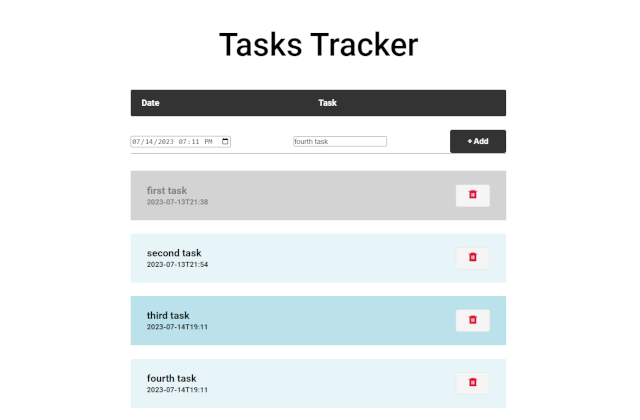 Tasks Tracker
Date Task
07/14/2023 07:11 PM fourth task + Add
first task
2023-07-13T21:38
second task
2023-07-13T21:54
third task
2023-07-14T19:11
fourth task
2023-07-14T19:11